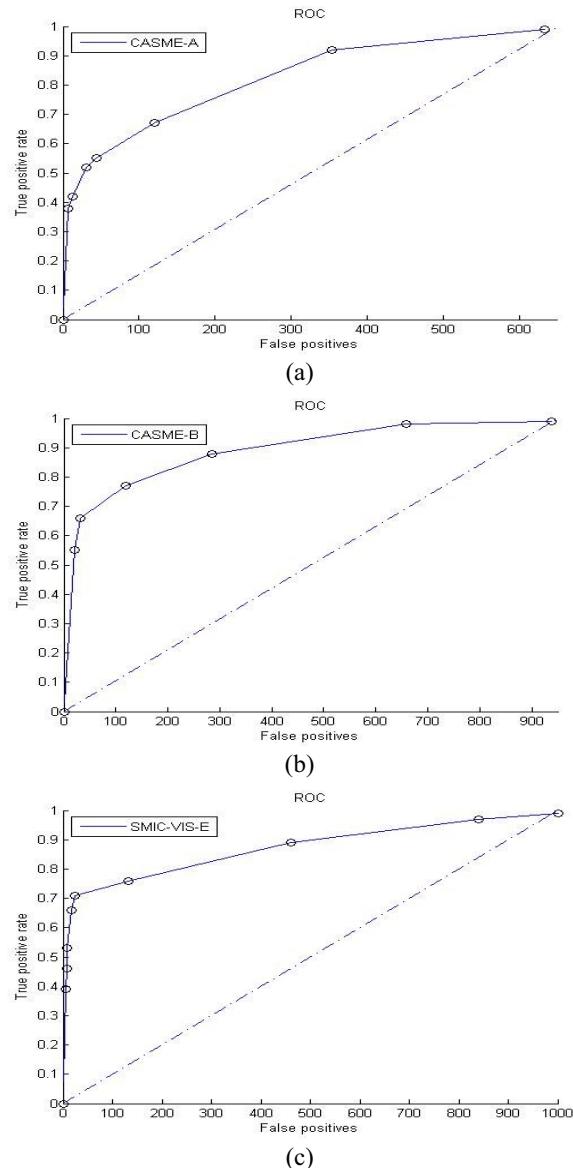 ROC
1
CASME-A
0.9
0.8
0.7
0.6
0.5
0.4
0.3
0.2
0.1
0
True positive rate
0 100 200 300 400 500 600
False positives
(a)
ROC
1
CASME-B
0.9
0.8
0.7
0.6
0.5
0.4
0.3
0.2
0.1
0
True positive rate
0 100 200 300 400 500 600 700 800 900
False positives
(b)
ROC
1
SMIC-VIS-E
0.9
0.8
0.7
0.6
0.5
0.4
0.3
0.2
0.1
0
True positive rate
0 100 200 300 400 500 600 700 800 900 1000
False positives
(c)